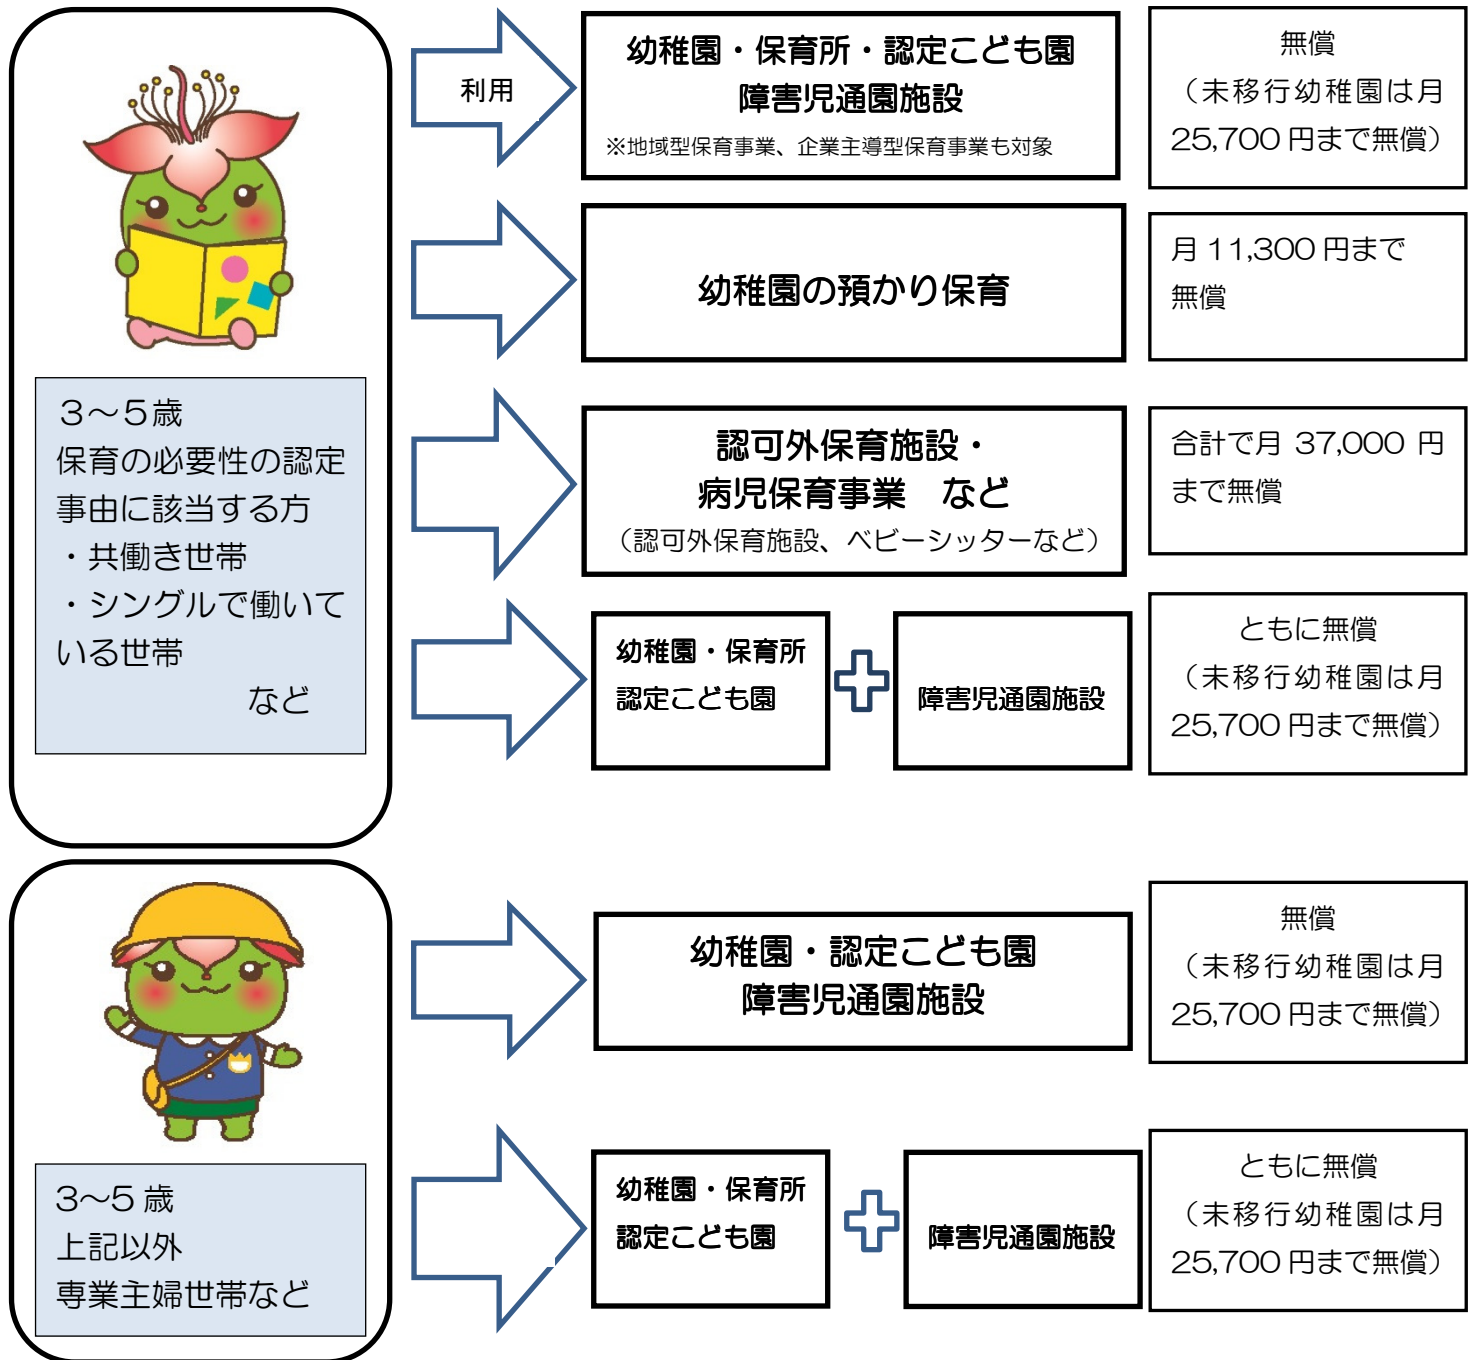 3〜5歳
保育の必要性の認定
事由に該当する方
・共働き世帯
・シングルで働いて
いる世帯
など
利用
幼稚園・保育所・認定こども園
障害児通園施設
※地域型保育事業、企業主導型保育事業も対象
無償
（未移行幼稚園は月
25,700円まで無償）
幼稚園の預かり保育
月11,300円まで
無償
認可外保育施設・
病児保育事業　など
（認可外保育施設、ベビーシッターなど）
合計で月 37,000 円
まで無償
幼稚園・保育所
認定こども園
障害児通園施設
ともに無償
（未移行幼稚園は月
25,700円まで無償）
3〜5歳
上記以外
専業主婦世帯など
幼稚園・認定こども園
障害児通園施設
無償
（未移行幼稚園は月
25,700円まで無償）
幼稚園・保育所
認定こども園
障害児通園施設
ともに無償
（未移行幼稚園は月
25,700円まで無償）